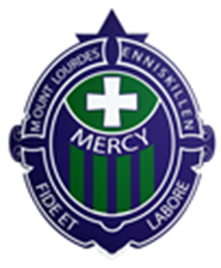 MOUNT LOURDES
ENNISKILLEN
MERCY
FIDE ET
LABORE